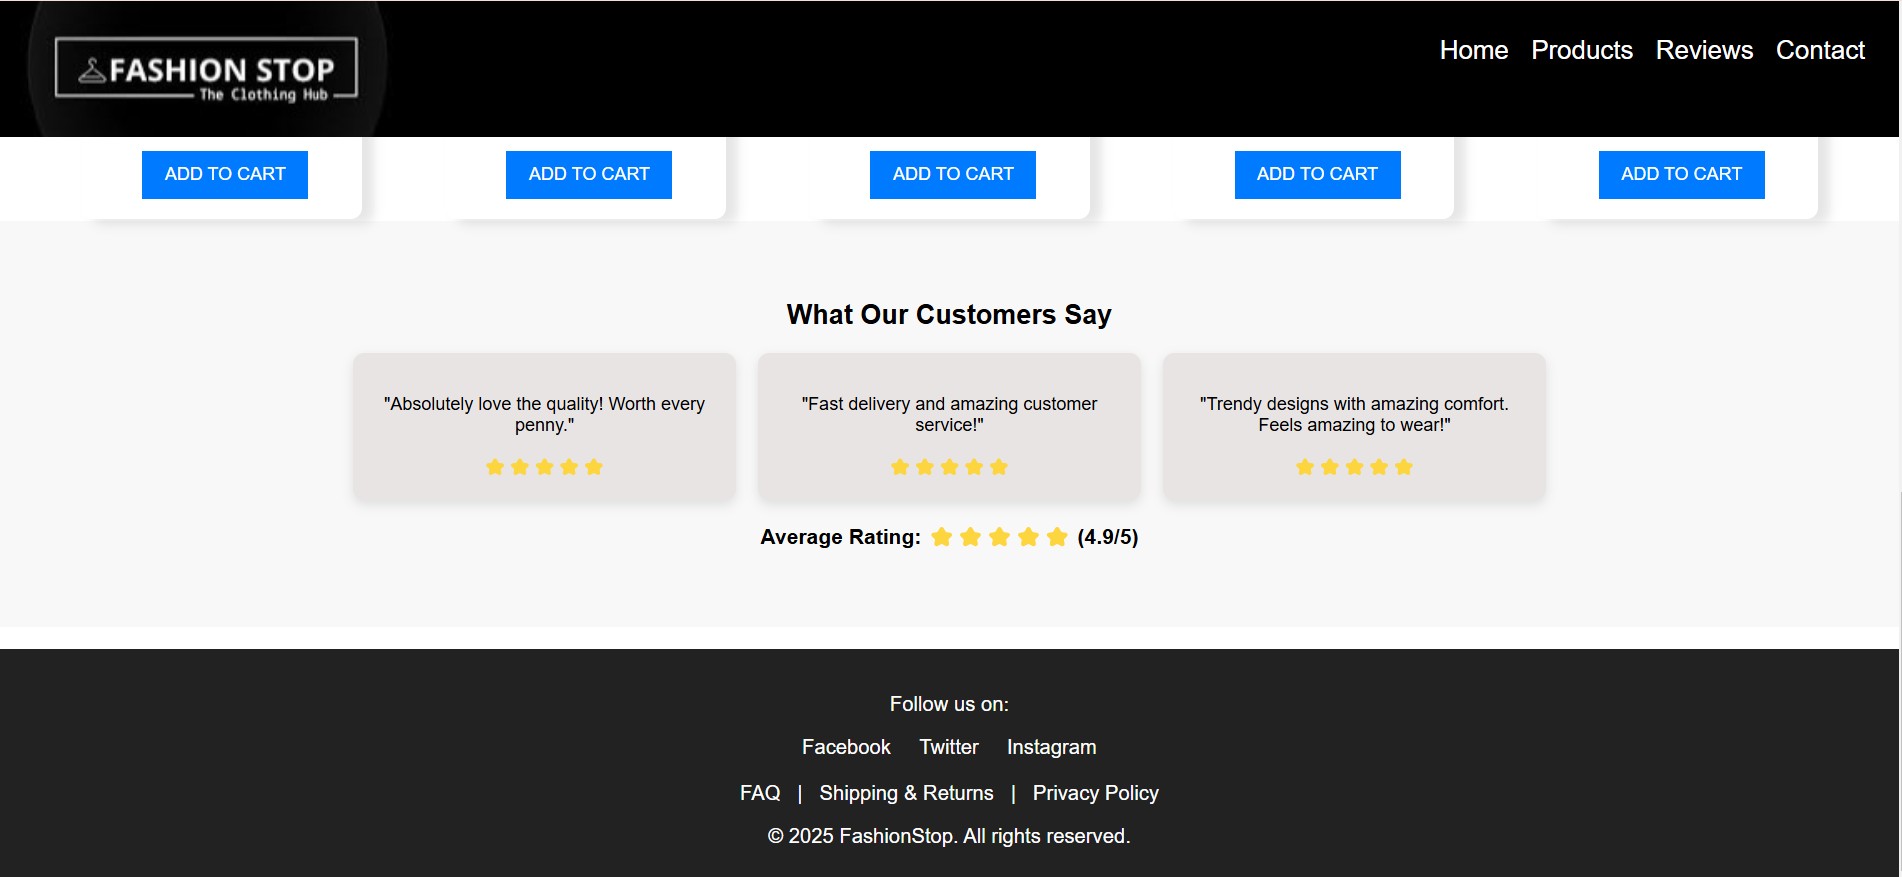 FASHION STOP
The Clothing Hub
Home Products Reviews Contact
ADD TO CART ADD TO CART ADD TO CART ADD TO CART ADD TO CART
What Our Customers Say
"Absolutely love the quality! Worth every
penny."
"Fast delivery and amazing customer
service!"
"Trendy designs with amazing comfort.
Feels amazing to wear!"
Average Rating: (4.9/5)
Follow us on:
Facebook Twitter Instagram
FAQ | Shipping & Returns | Privacy Policy
© 2025 FashionStop. All rights reserved.